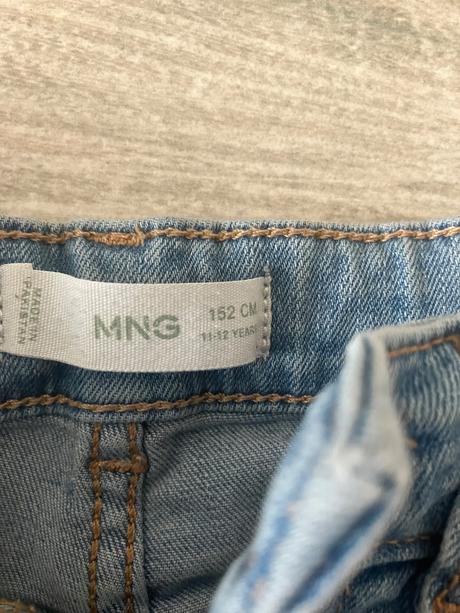 MADE IN
PAKISTAN
MNG
152 CM
11-12 YEARS